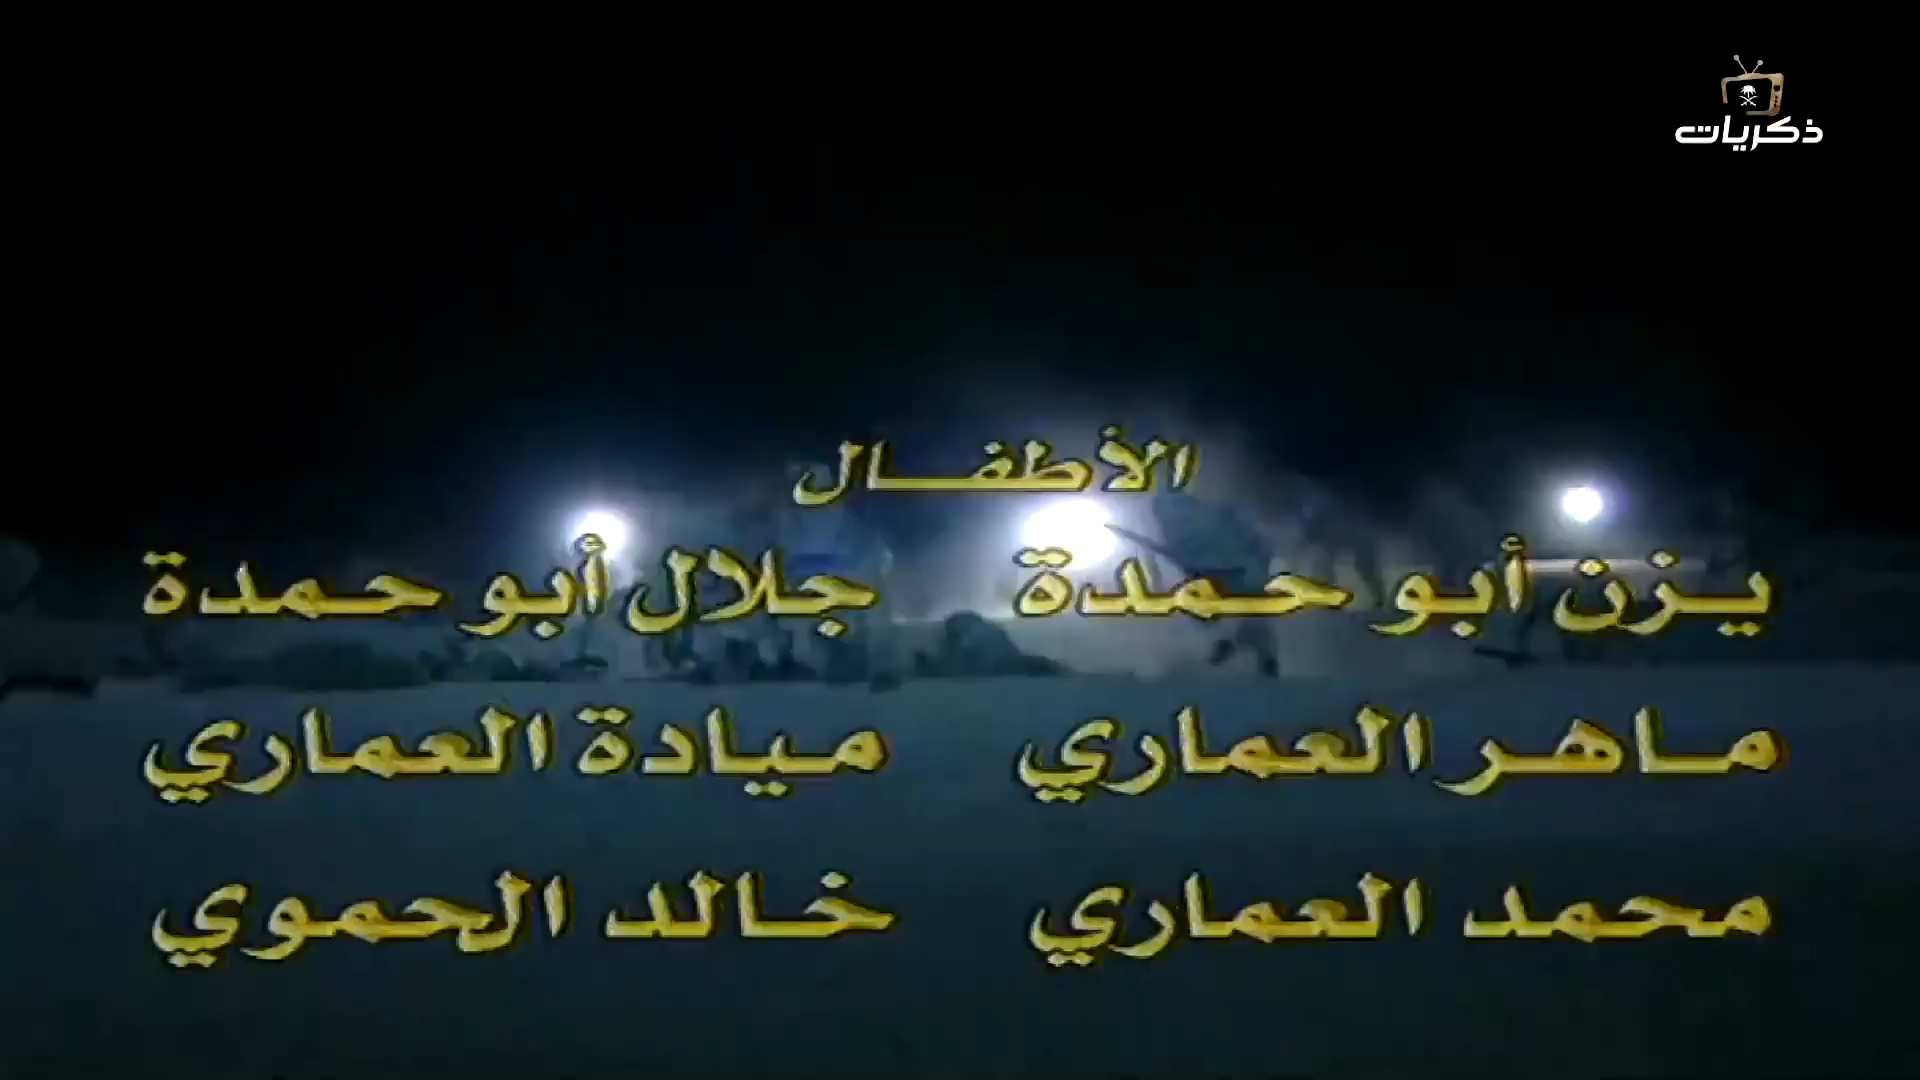 ذكريات
الأطفال
يزن أبو حمدة جلال أبو حمدة
ماهر العماري ميادة العماري
محمد العماري خالد الحموي